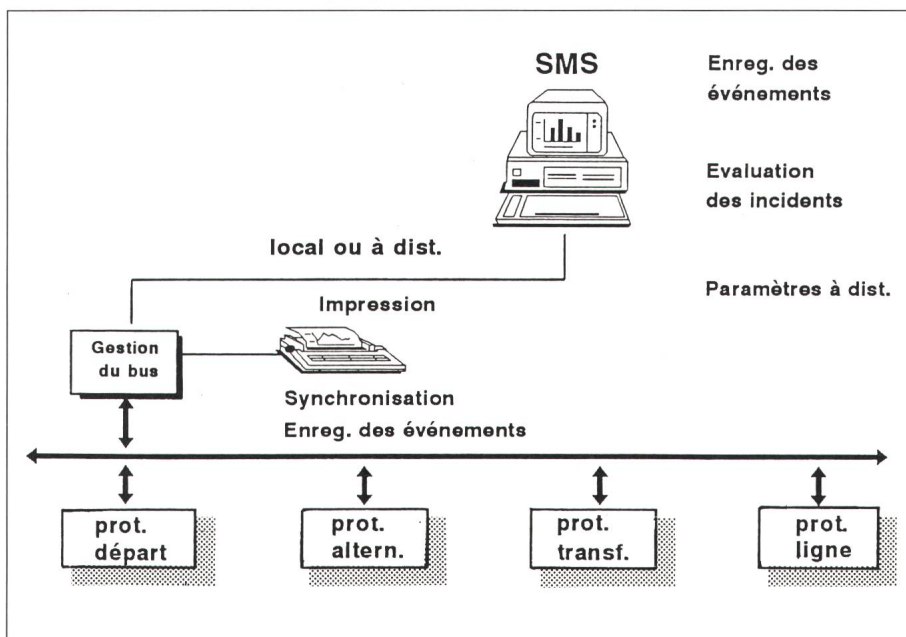 SMS
Enreg. des
événements
Evaluation
des incidents
Paramètres à dist.
local ou à dist.
Impression
Gestion
du bus
Synchronisation
Enreg. des événements
prot.
départ
prot.
altern.
prot.
transf.
prot.
ligne